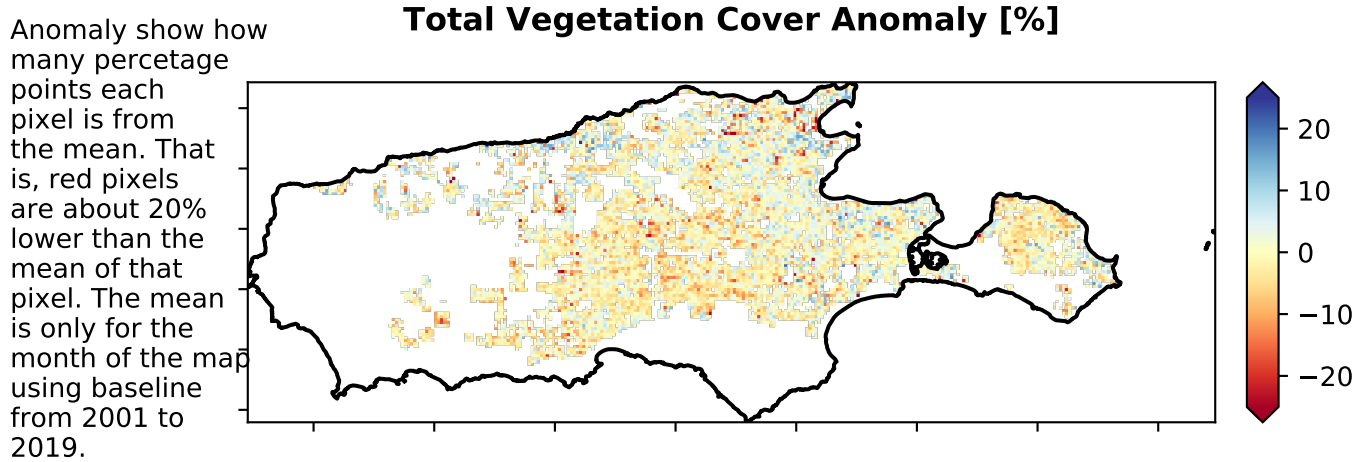 Total Vegetation Cover Anomaly [%]
Anomaly show how
many percetage
points each
pixel is from
the mean. That
is, red pixels
are about 20%
lower than the
mean of that
pixel. The mean
is only for the
month of the map
using baseline
from 2001 to
2019.
20
10
0
−10
−20